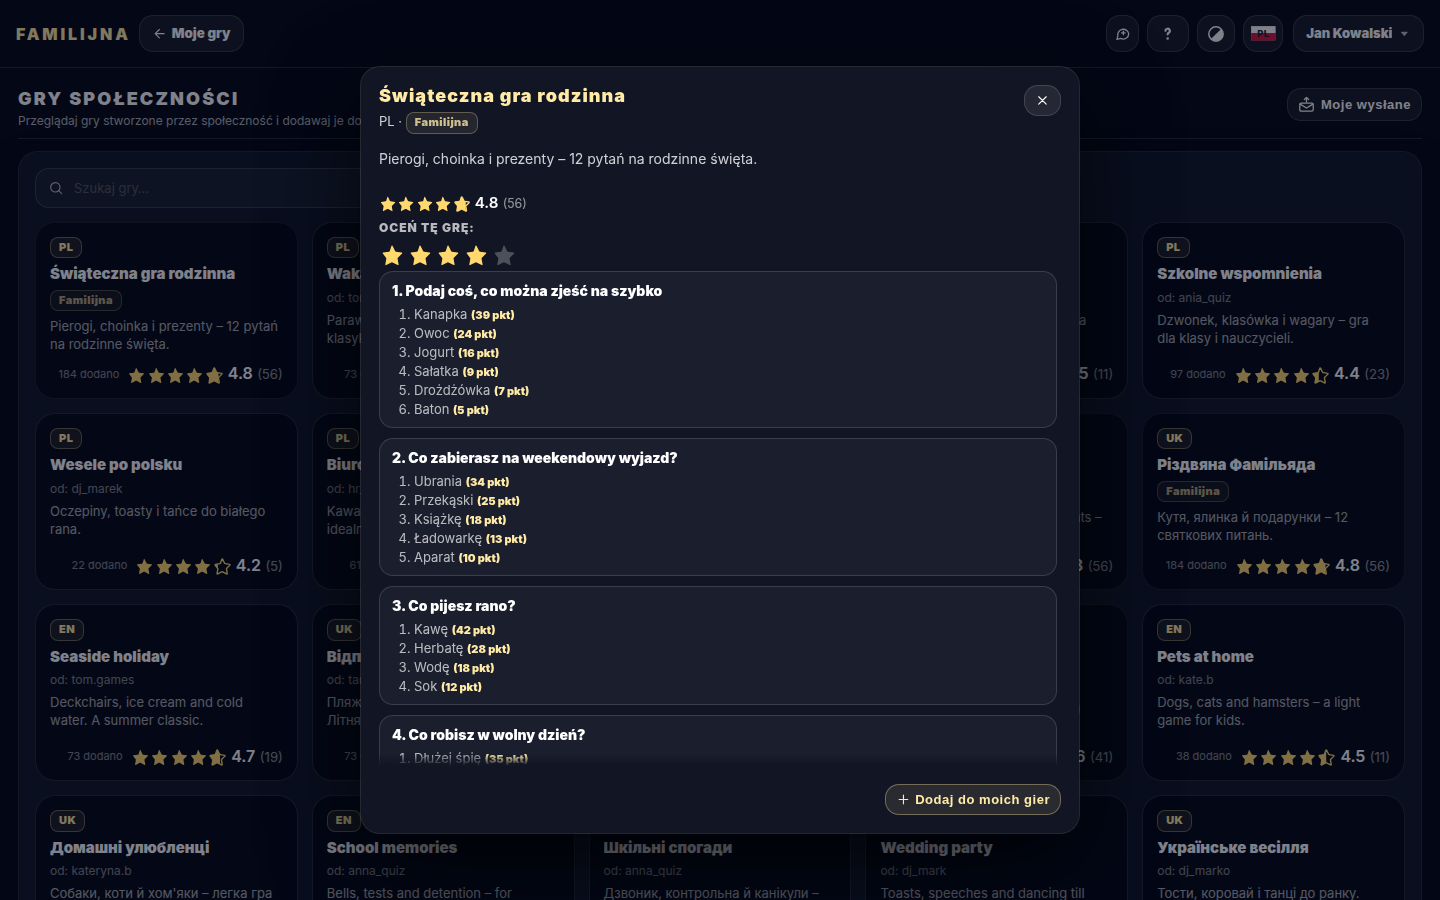 FAMILIJNA
← Moje gry
?
PL
Jan Kowalski
GRY SPOŁECZNOŚCI
Przeglądaj gry stworzone przez społeczność i dodawaj je do
Moje wysłane
Szukaj gry...
Świąteczna gra rodzinna
PL · Familijna
Pierogi, choinka i prezenty – 12 pytań na rodzinne święta.
4.8 (56)
OCEŃ TĘ GRĘ:
1. Podaj coś, co można zjeść na szybko
1. Kanapka (39 pkt)
2. Owoc (24 pkt)
3. Jogurt (16 pkt)
4. Sałatka (9 pkt)
5. Drożdżówka (7 pkt)
6. Baton (5 pkt)
2. Co zabierasz na weekendowy wyjazd?
1. Ubrania (34 pkt)
2. Przekąski (25 pkt)
3. Książkę (18 pkt)
4. Ładowarkę (13 pkt)
5. Aparat (10 pkt)
3. Co pijesz rano?
1. Kawę (42 pkt)
2. Herbatę (28 pkt)
3. Wodę (18 pkt)
4. Sok (12 pkt)
4. Co robisz w wolny dzień?
1. Dłużej śpię (35 pkt)
+ Dodaj do moich gier
PL
Świąteczna gra rodzinna
Familijna
Pierogi, choinka i prezenty – 12 pytań
na rodzinne święta.
184 dodano 4.8 (56)
PL
73
(11)
PL
Szkolne wspomnienia
od: ania_quiz
Dzwonek, klasówka i wagary – gra
dla klasy i nauczycieli.
97 dodano 4.4 (23)
PL
Wesele po polsku
od: dj_marek
Oczepiny, toasty i tańce do białego
rana.
22 dodano 4.2 (5)
PL
Kawa
61
(56)
UK
Різдвяна Фамільяда
Familijna
Кутя, ялинка й подарунки – 12
святкових питань.
184 dodano 4.8 (56)
EN
Seaside holiday
od: tom.games
Deckchairs, ice cream and cold
water. A summer classic.
73 dodano 4.7 (19)
UK
73
(41)
EN
Pets at home
od: kate.b
Dogs, cats and hamsters – a light
game for kids.
38 dodano 4.5 (11)
UK
Домашні улюбленці
od: kateryna.b
Собаки, коти й хом'яки – легка гра
EN
School memories
od: anna_quiz
Bells, tests and detention – for
Шкільні спогади
od: anna_quiz
Дзвоник, контрольна й канікули –
Wedding party
od: dj_mark
Toasts, speeches and dancing till
UK
Українське весілля
od: dj_marko
Тости, коровай і танці до ранку.